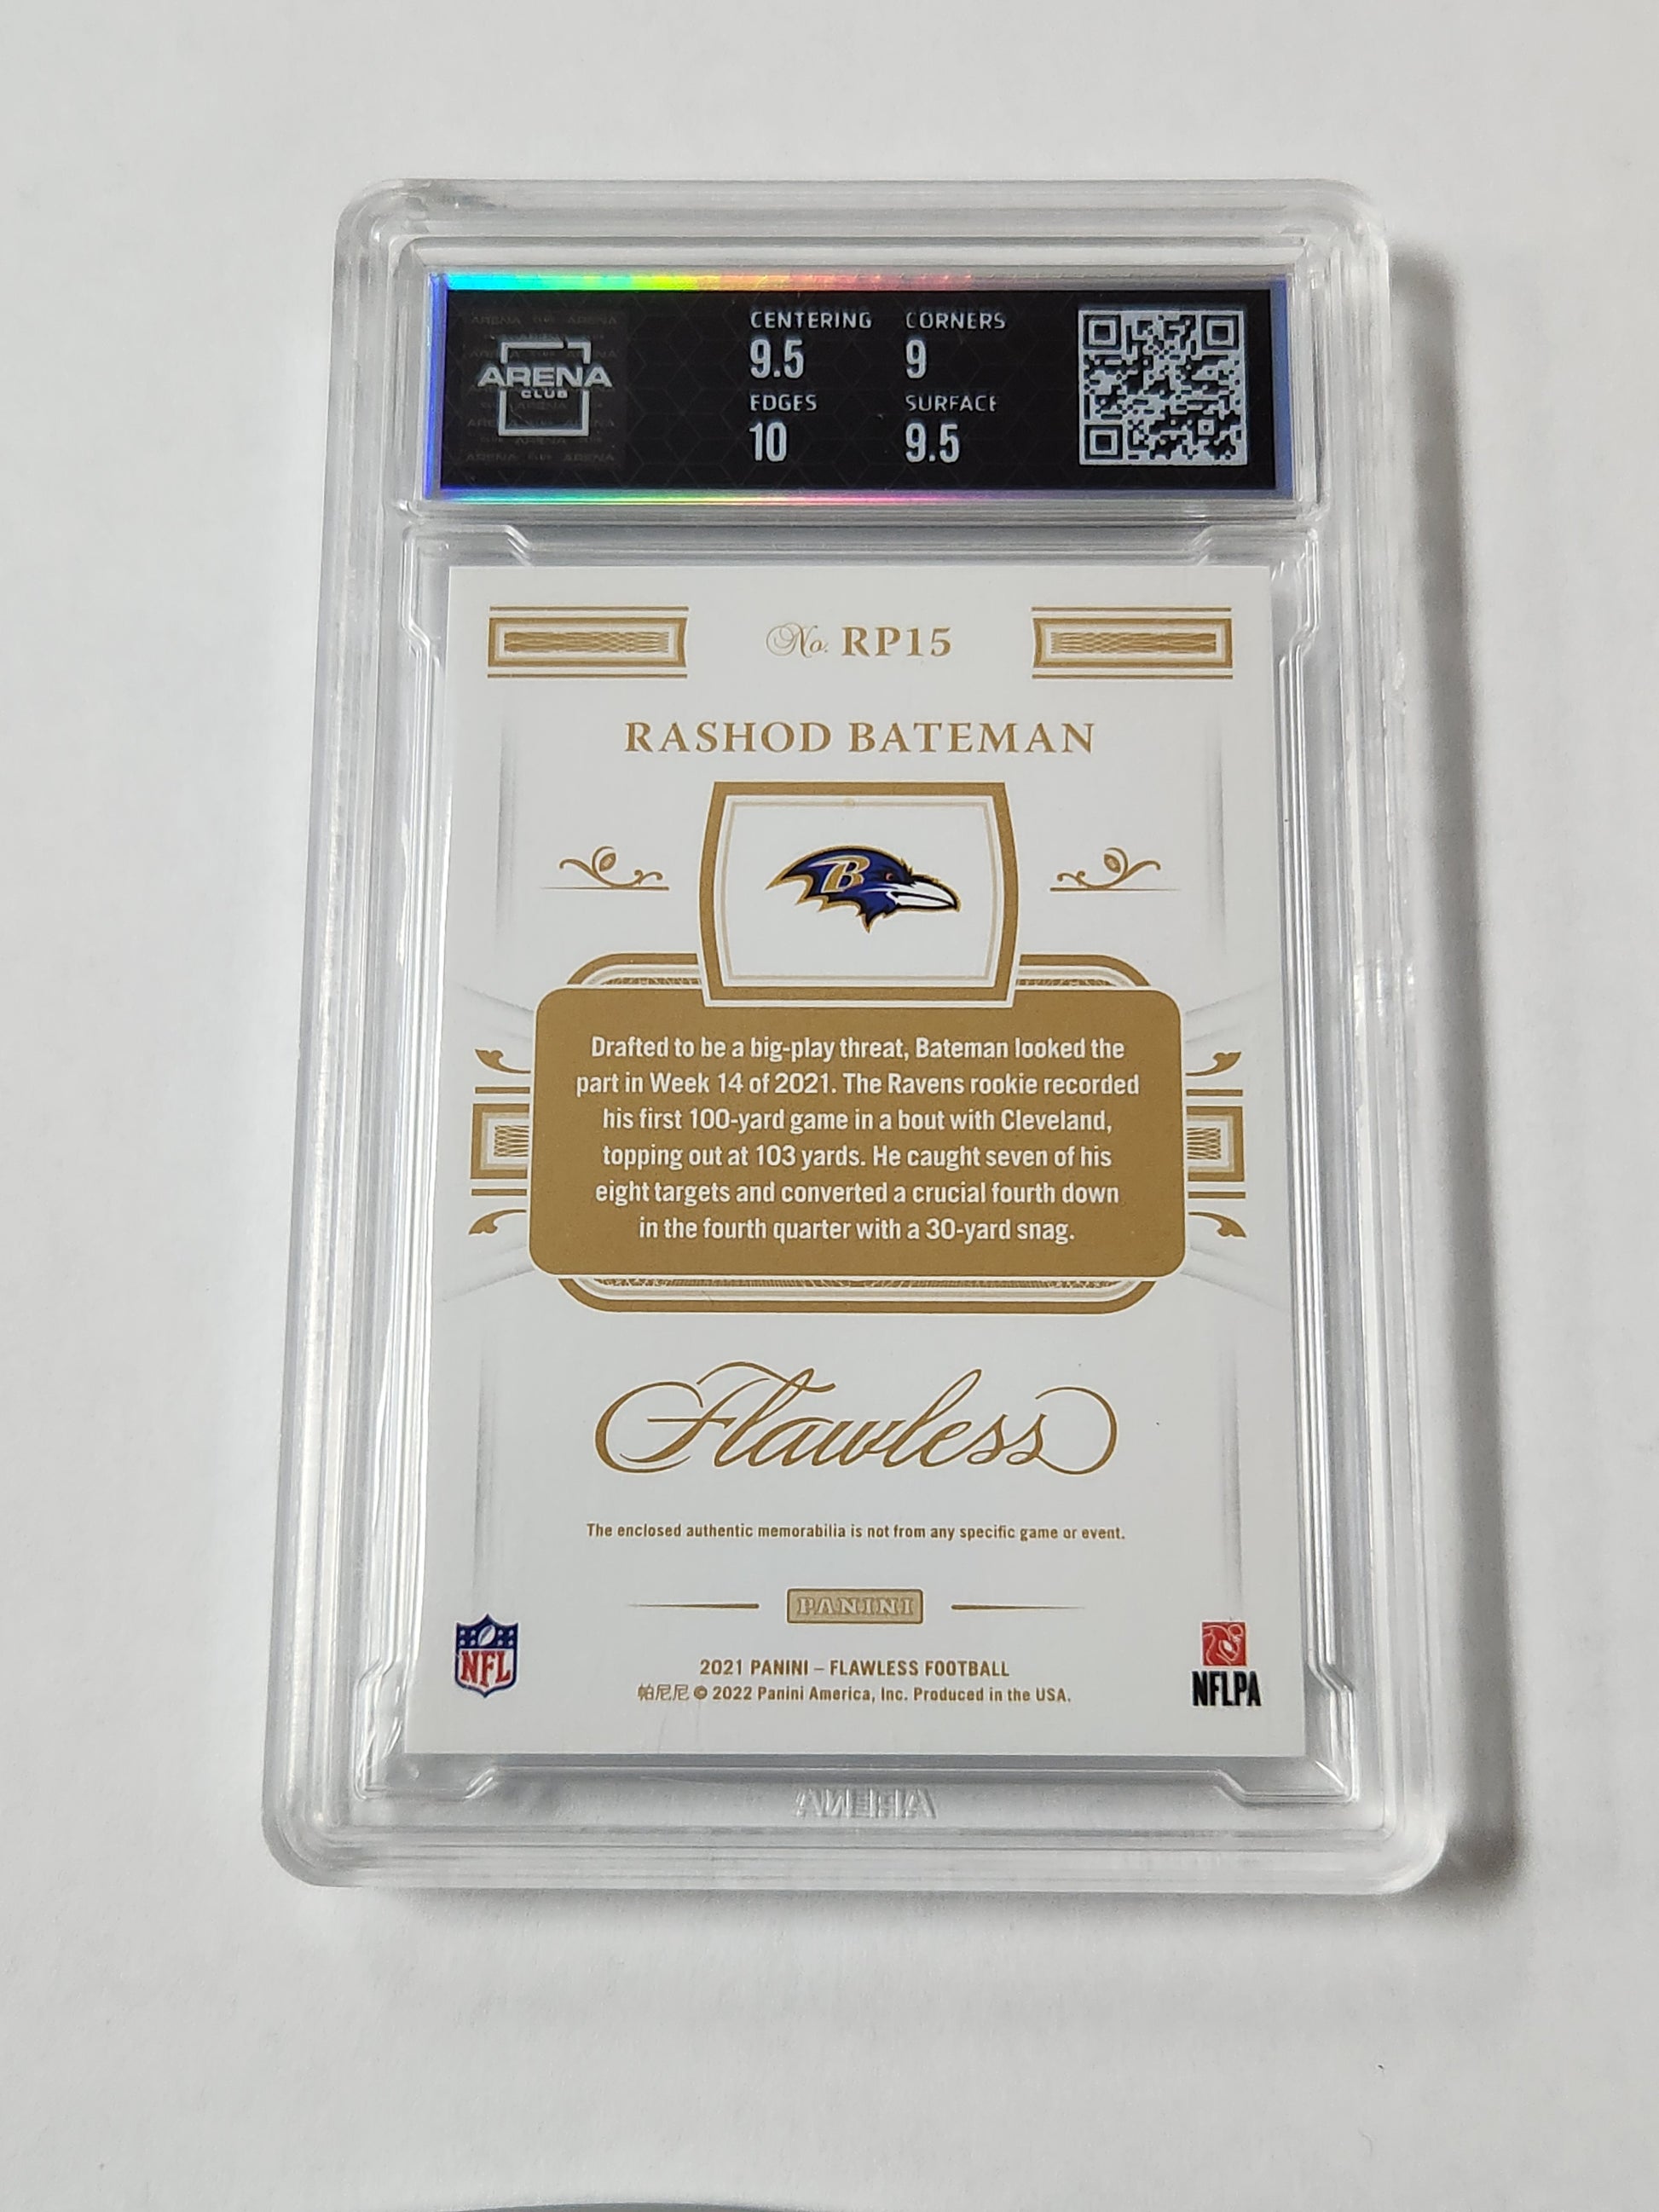 ARENA
CLUB
CENTERING
9.5
CORNERS
9
EDGES
10
SURFACE
9.5
No. RP15
RASHOD BATEMAN
B
Drafted to be a big-play threat, Bateman looked the
part in Week 14 of 2021. The Ravens rookie recorded
his first 100-yard game in a bout with Cleveland,
topping out at 103 yards. He caught seven of his
eight targets and converted a crucial fourth down
in the fourth quarter with a 30-yard snag.
Flawless
The enclosed authentic memorabilia is not from any specific game or event.
PANINI
NFL
2021 PANINI – FLAWLESS FOOTBALL
帕尼尼 © 2022 Panini America, Inc. Produced in the USA.
NFLPA
ARENA